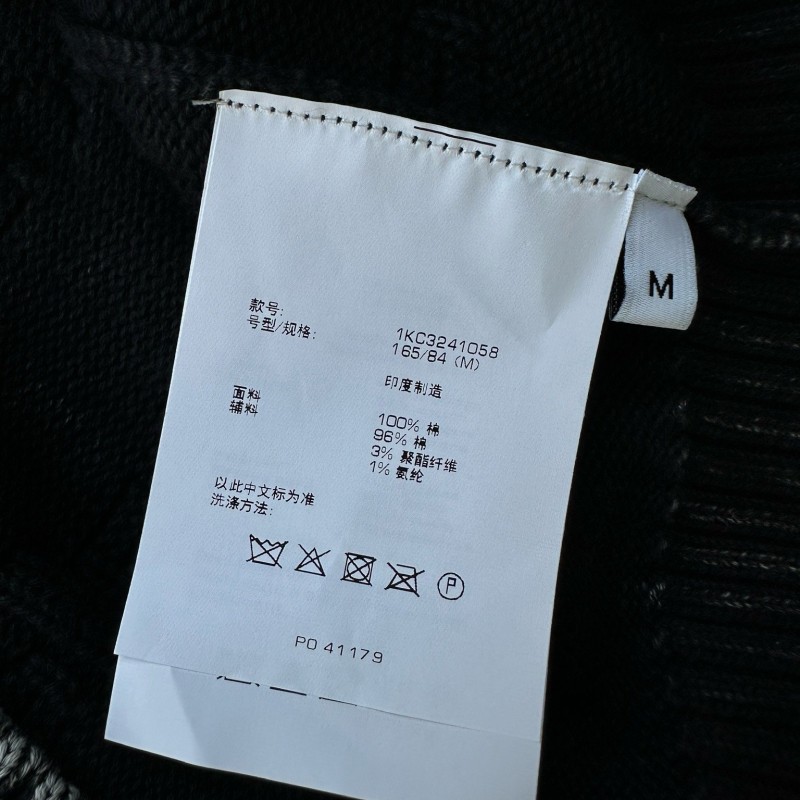 款号: 1KC3241058
号型/规格: 165/84 (M)
印度制造
面料 100% 棉
辅料 96% 棉
3% 聚酯纤维
1% 氨纶
以此中文标为准
洗涤方法:
P
PO 41179
M